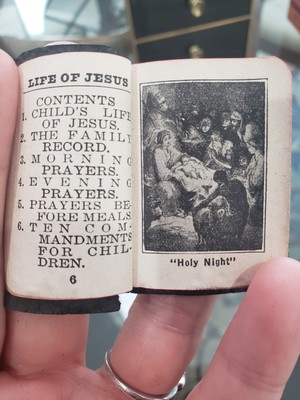 LIFE OF JESUS
CONTENTS
1. CHILD'S LIFE
OF JESUS.
2. THE FAMILY
RECORD.
3. MORNING
PRAYERS.
4. EVENING
PRAYERS.
5. PRAYERS BE-
FORE MEALS.
6. TEN COM-
MANDMENTS
FOR CHIL-
DREN.
6
"Holy Night"